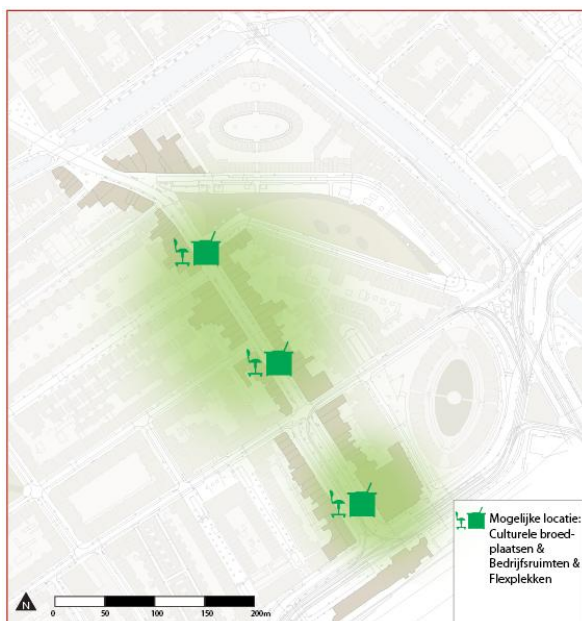 Mogelijke locatie:
Culturele broed-
plaatsen &
Bedrijfsruimten &
Flexplekken
N
0 50 100 150 200m